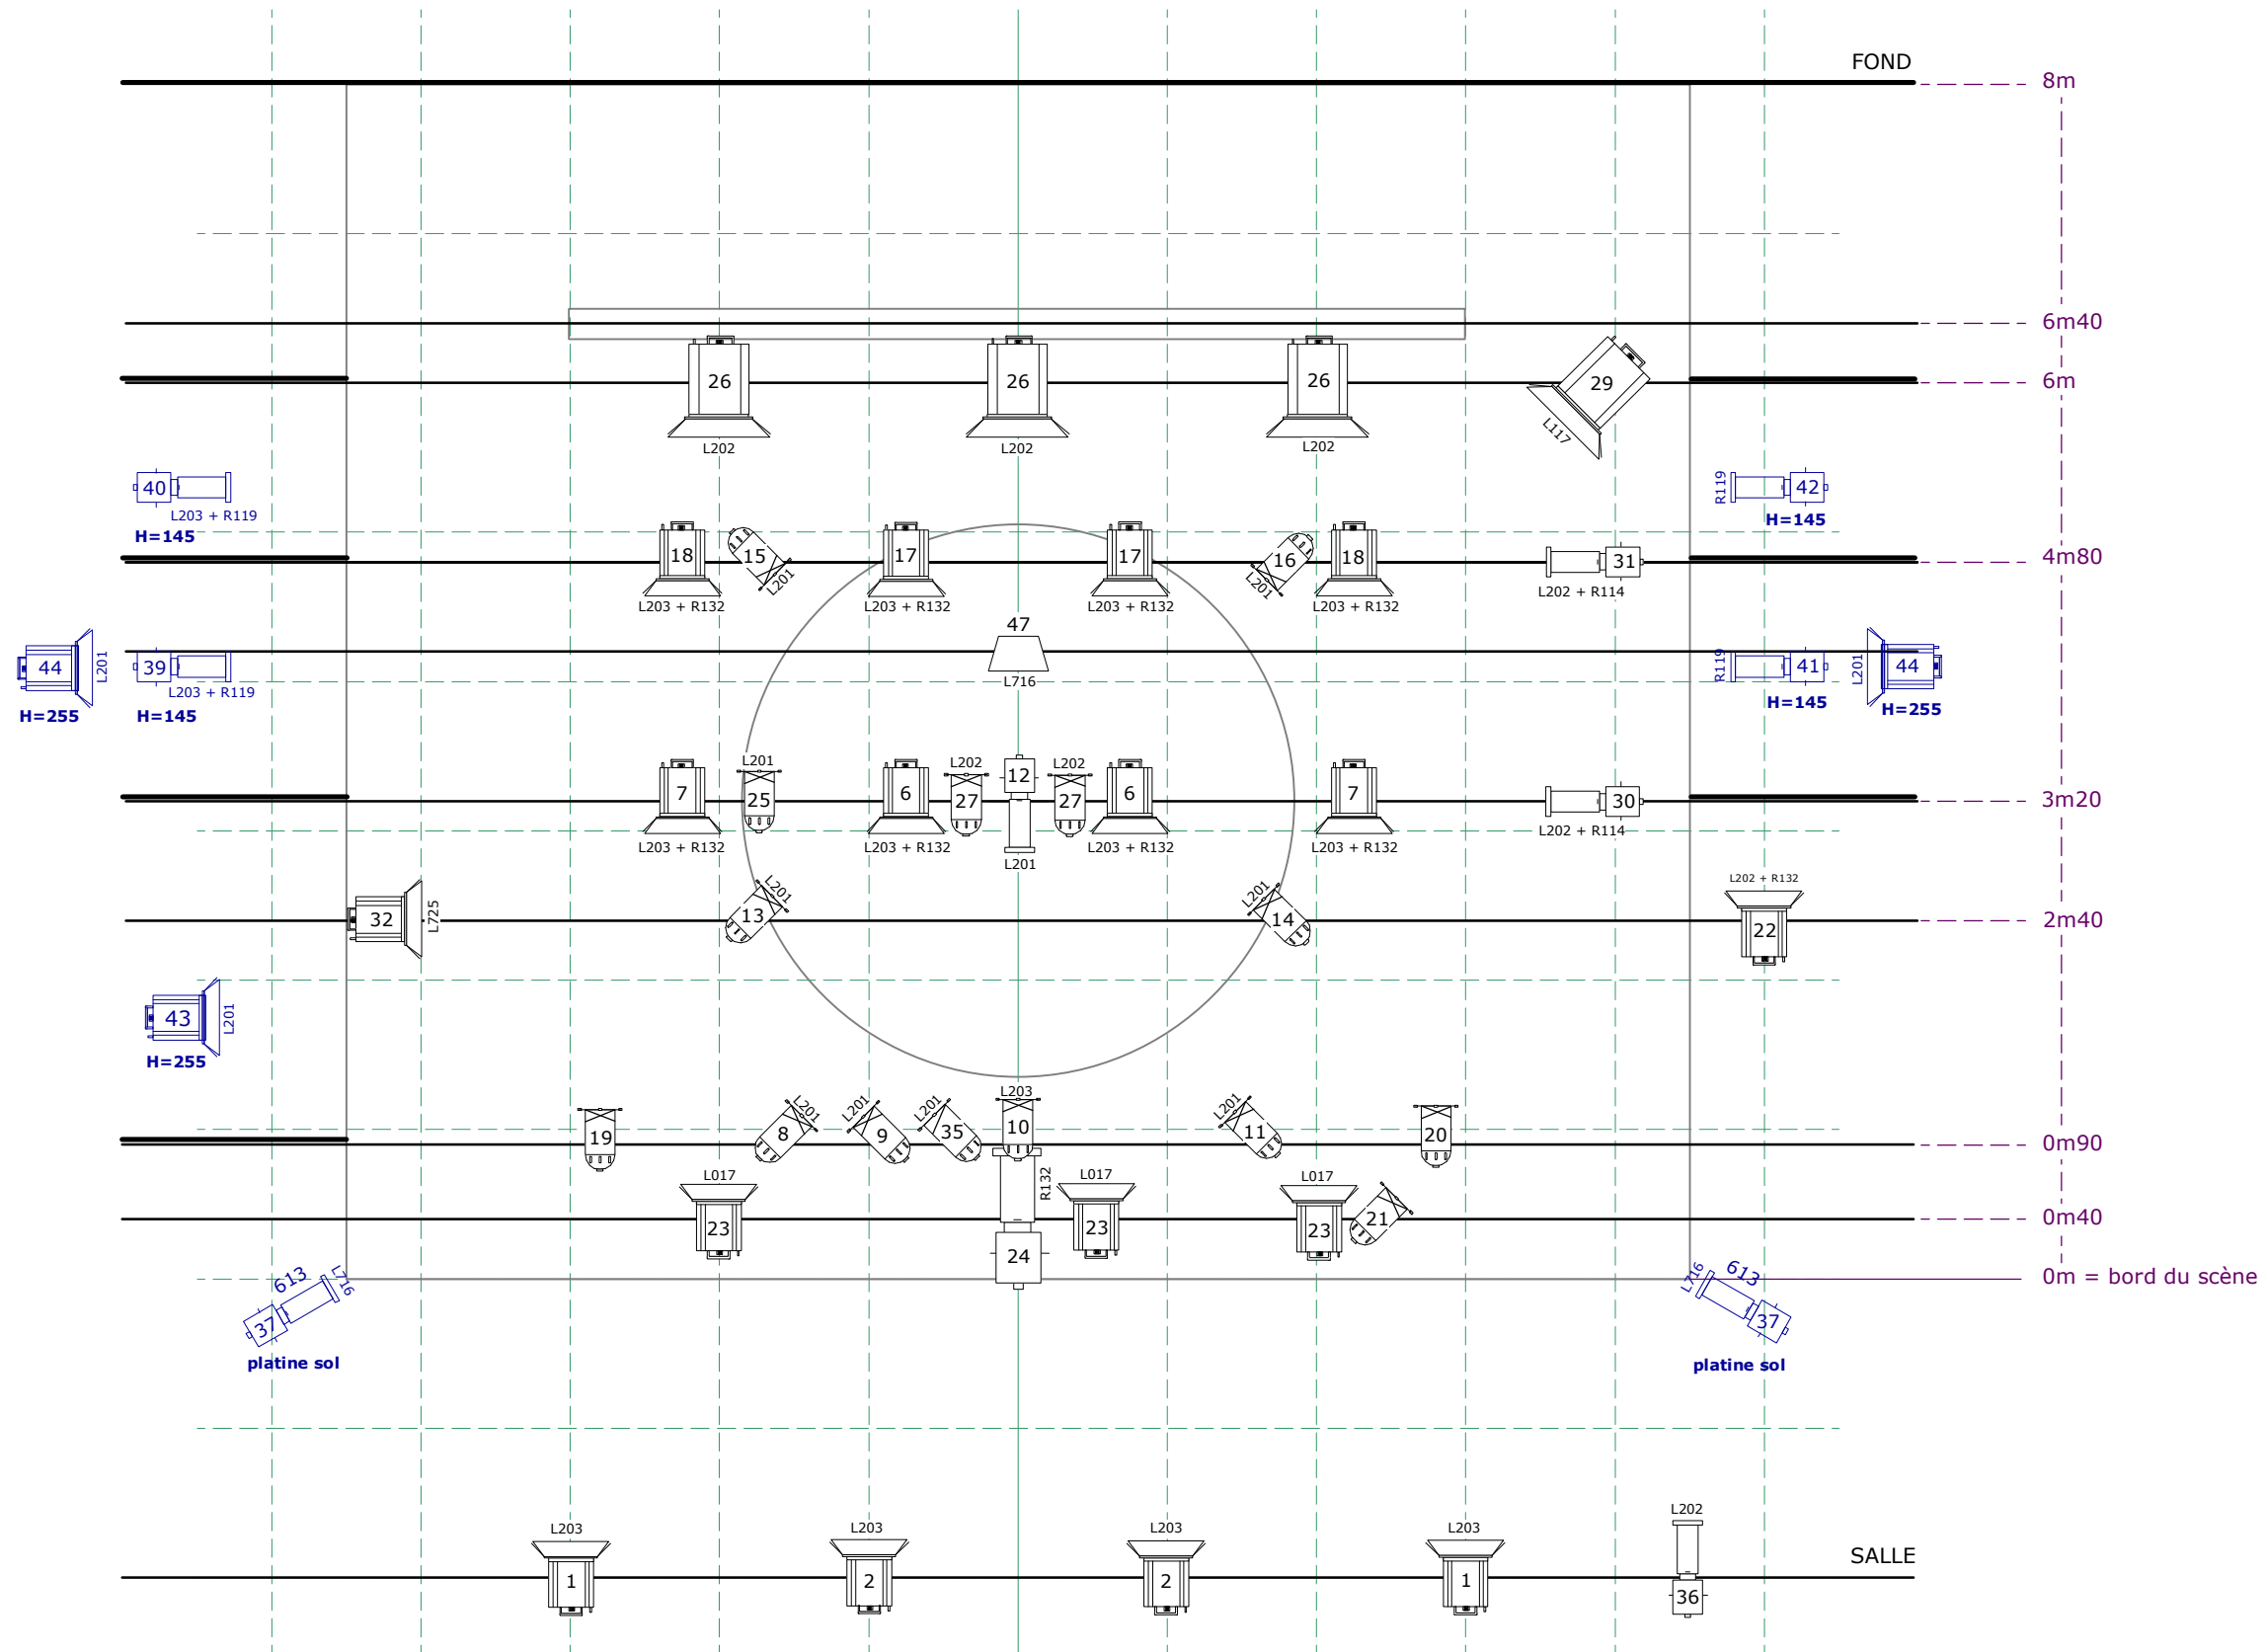 FOND
8m
6m40
26
26
26
29
6m
L202
L202
L202
L117
40
L203 + R119
H=145
R119
42
H=145
18
15
17
17
16
18
31
4m80
L201
L201
L203 + R132
L203 + R132
L203 + R132
L203 + R132
L202 + R114
47
L716
44
L201
H=255
39
L203 + R119
H=145
R119
41
H=145
L201
44
H=255
L201
L202
L202
12
7
25
6
27
27
6
7
30
3m20
L203 + R132
L203 + R132
L201
L203 + R132
L203 + R132
L202 + R114
L202 + R132
32
L725
L201
13
L201
14
22
2m40
43
L201
H=255
L203
L201
L201
L201
L201
19
8
9
35
10
11
20
0m90
L017
R132
L017
L017
23
23
23
21
0m40
24
613
L716
37
platine sol
L716
613
37
platine sol
0m = bord du scène
L202
L203
L203
L203
L203
SALLE
1
2
2
1
36